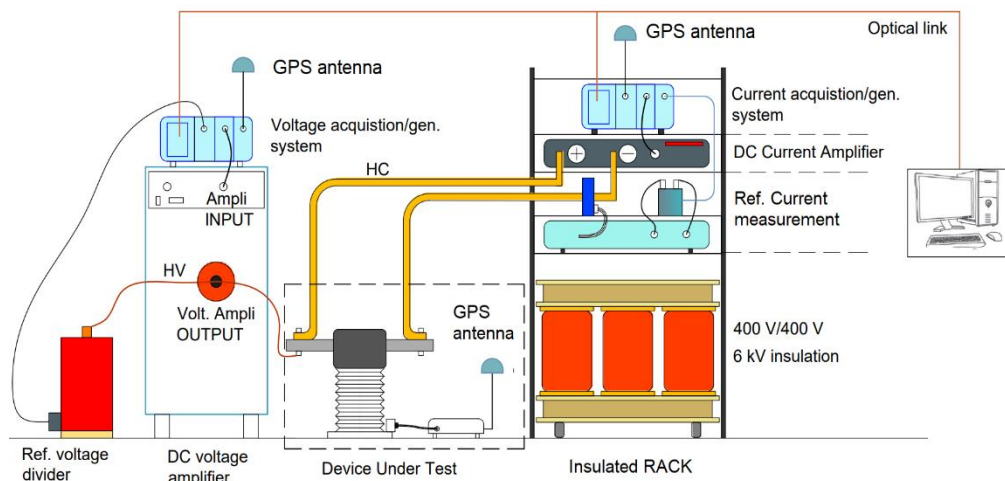 GPS antenna
GPS antenna
Optical link
Voltage acquistion/gen.
system
Current acquistion/gen.
system
DC Current Amplifier
HC
Ampli
INPUT
Ref. Current
measurement
HV
Volt. Ampli
OUTPUT
GPS
antenna
400 V/400 V
6 kV insulation
Ref. voltage
divider
DC voltage
amplifier
Device Under Test
Insulated RACK